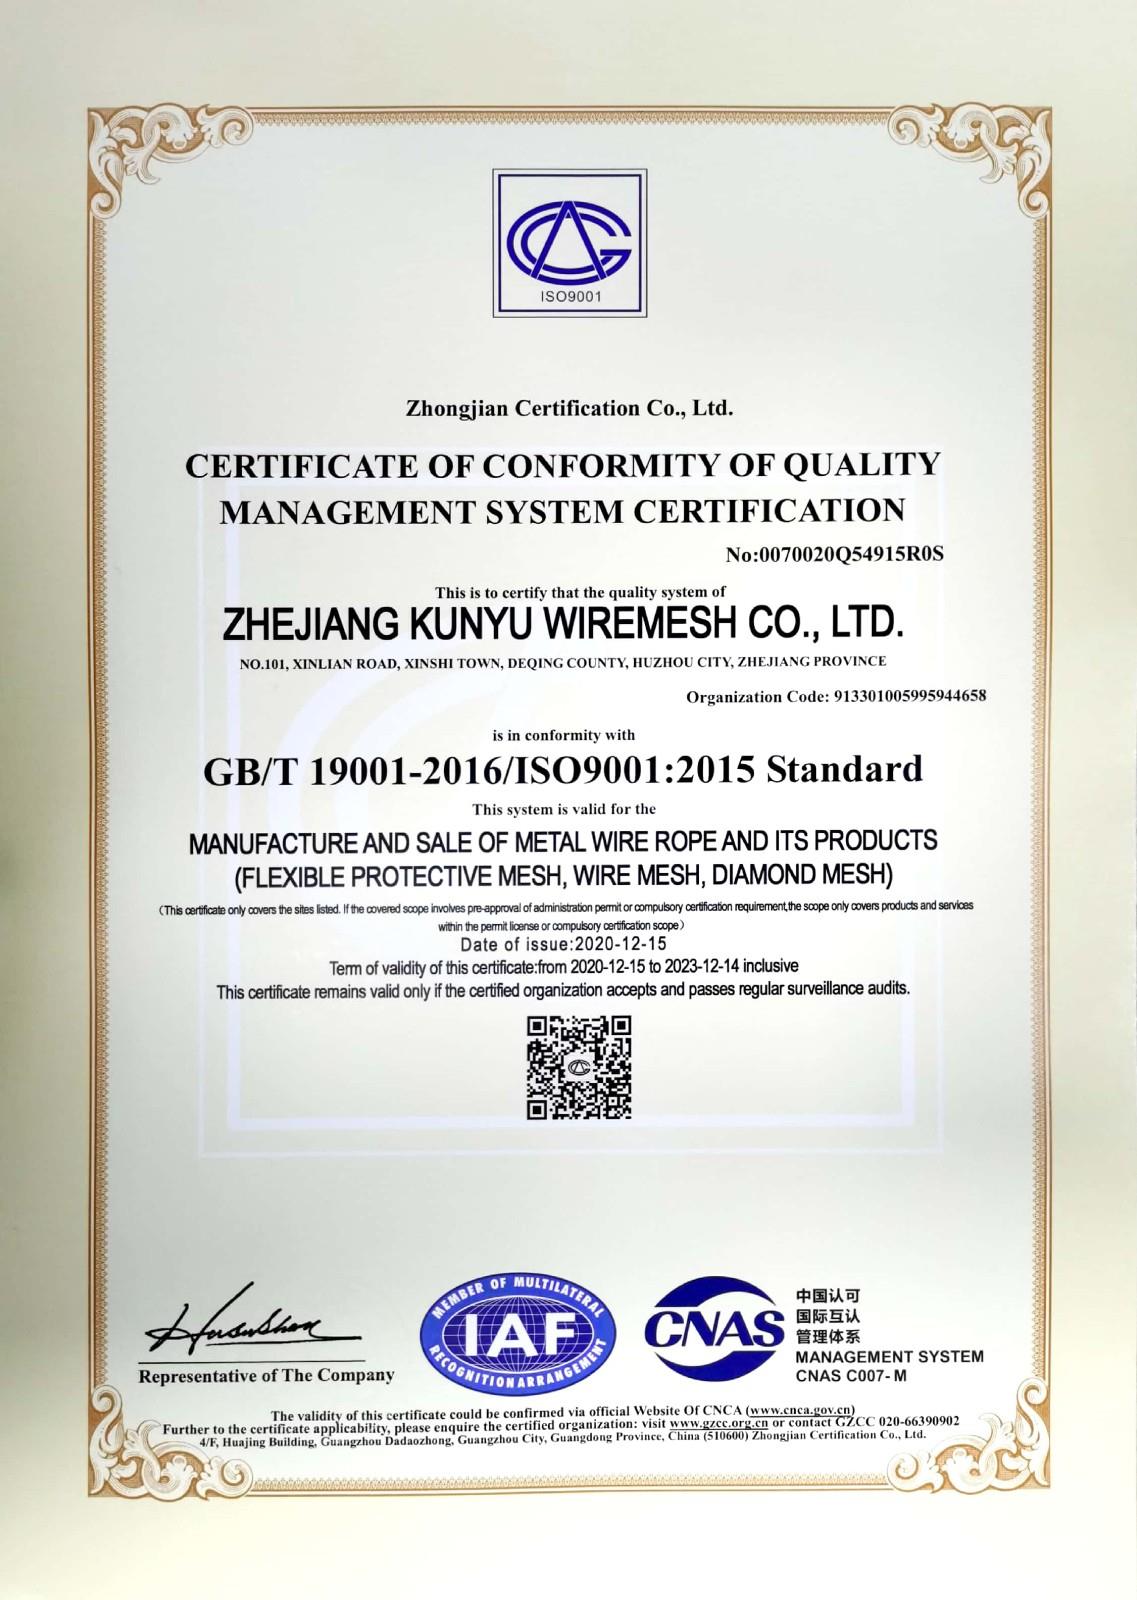 CAG
ISO9001
Zhongjian Certification Co., Ltd.
CERTIFICATE OF CONFORMITY OF QUALITY
MANAGEMENT SYSTEM CERTIFICATION
No:0070020Q54915R0S
This is to certify that the quality system of
ZHEJIANG KUNYU WIREMESH CO., LTD.
NO.101, XINLIAN ROAD, XINSHI TOWN, DEQING COUNTY, HUZHOU CITY, ZHEJIANG PROVINCE
Organization Code: 913301005995944658
is in conformity with
GB/T 19001-2016/ISO9001:2015 Standard
This system is valid for the
MANUFACTURE AND SALE OF METAL WIRE ROPE AND ITS PRODUCTS
(FLEXIBLE PROTECTIVE MESH, WIRE MESH, DIAMOND MESH)
(This certificate only covers the sites listed. If the covered scope involves pre-approval of administration permit or compulsory certification requirement,the scope only covers products and services
within the permit license or compulsory certification scope)
Date of issue:2020-12-15
Term of validity of this certificate:from 2020-12-15 to 2023-12-14 inclusive
This certificate remains valid only if the certified organization accepts and passes regular surveillance audits.
Representative of The Company
MEMBER OF MULTILATERAL
IAF
RECOGNITION ARRANGEMENT
CNAS
中国认可
国际互认
管理体系
MANAGEMENT SYSTEM
CNAS C007-M
The validity of this certificate could be confirmed via official Website Of CNCA (www.cnca.gov.cn)
Further to the certificate applicability, please enquire the certified organization: visit www.gzcc.org.cn or contact GZCC 020-66390902
4/F, Huajing Building, Guangzhou Dadaozhong, Guangzhou City, Guangdong Province, China (510600) Zhongjian Certification Co., Ltd.